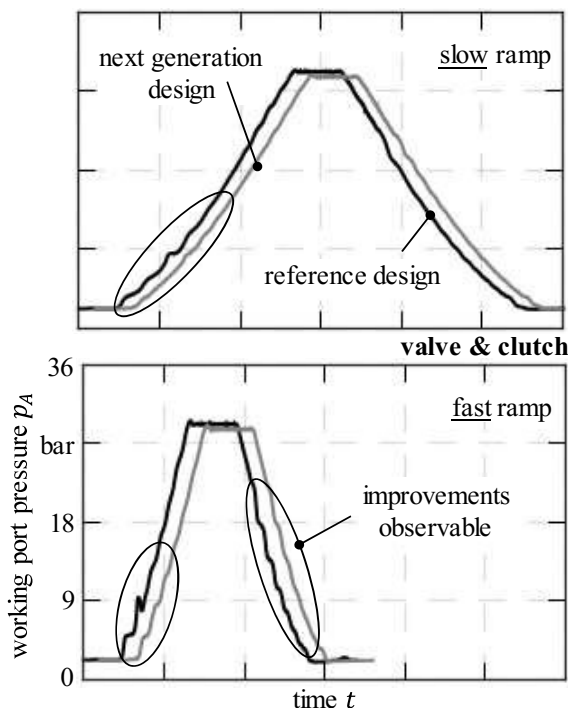 next generation
design
slow ramp
reference design
valve & clutch
36
bar
18
9
0
working port pressure pA
fast ramp
improvements
observable
time t